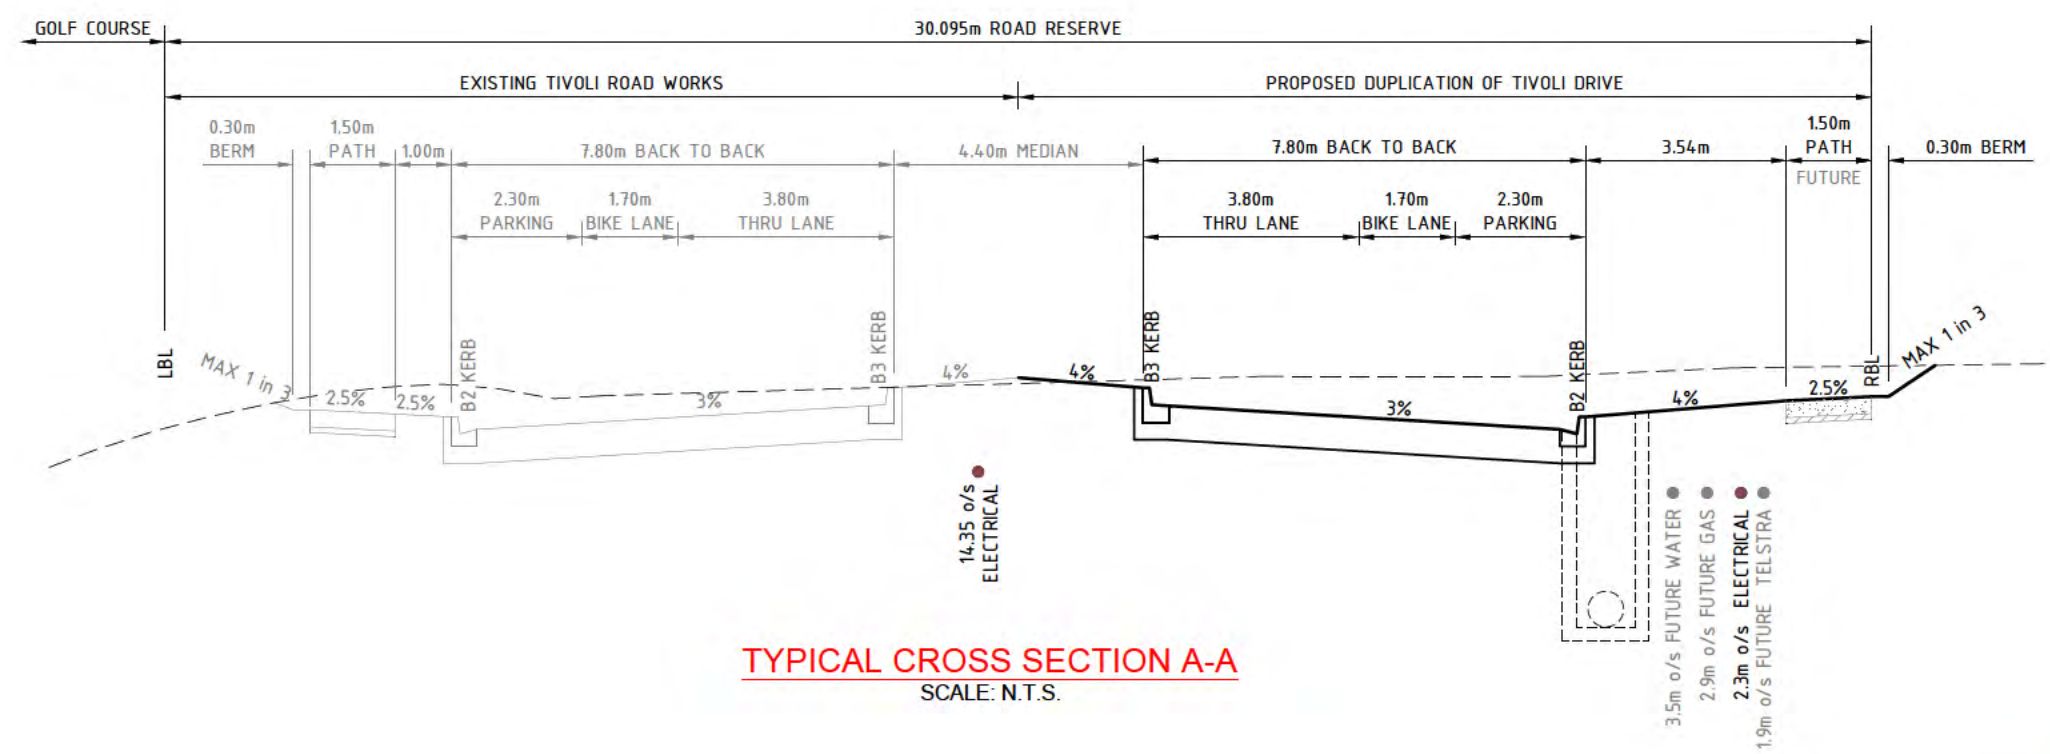 GOLF COURSE
30.095m ROAD RESERVE
EXISTING TIVOLI ROAD WORKS
PROPOSED DUPLICATION OF TIVOLI DRIVE
0.30m
BERM
1.50m
PATH
1.00m
7.80m BACK TO BACK
4.40m MEDIAN
7.80m BACK TO BACK
3.54m
1.50m
PATH
FUTURE
0.30m BERM
2.30m
PARKING
1.70m
BIKE LANE
3.80m
THRU LANE
3.80m
THRU LANE
1.70m
BIKE LANE
2.30m
PARKING
LBL
MAX 1 in 3
2.5%
2.5%
B2 KERB
3%
B3 KERB
4%
4%
B3 KERB
3%
B2 KERB
4%
2.5%
RBL
MAX 1 in 3
14.35 o/s
ELECTRICAL
3.5m o/s FUTURE WATER
2.9m o/s FUTURE GAS
2.3m o/s ELECTRICAL
1.9m o/s FUTURE TELSTRA
TYPICAL CROSS SECTION A-A
SCALE: N.T.S.